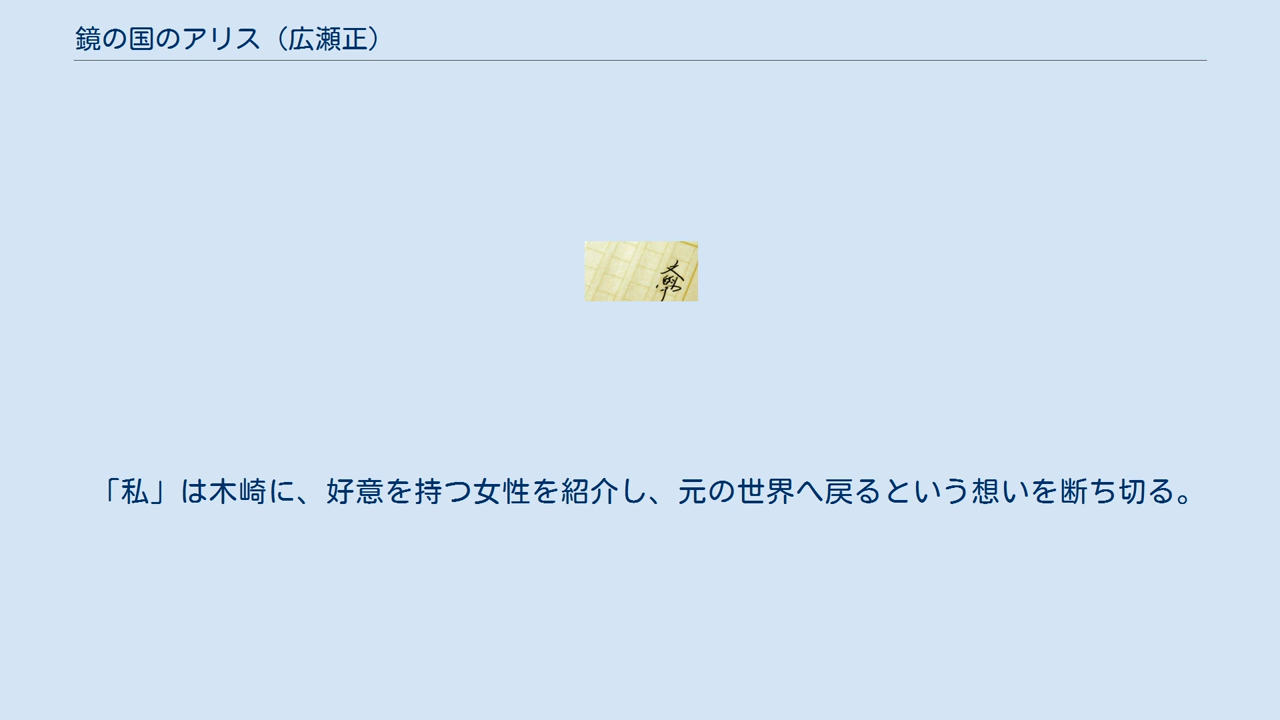 鏡の国のアリス（広瀬正）
「私」は木崎に、好意を持つ女性を紹介し、元の世界へ戻るという想いを断ち切る。